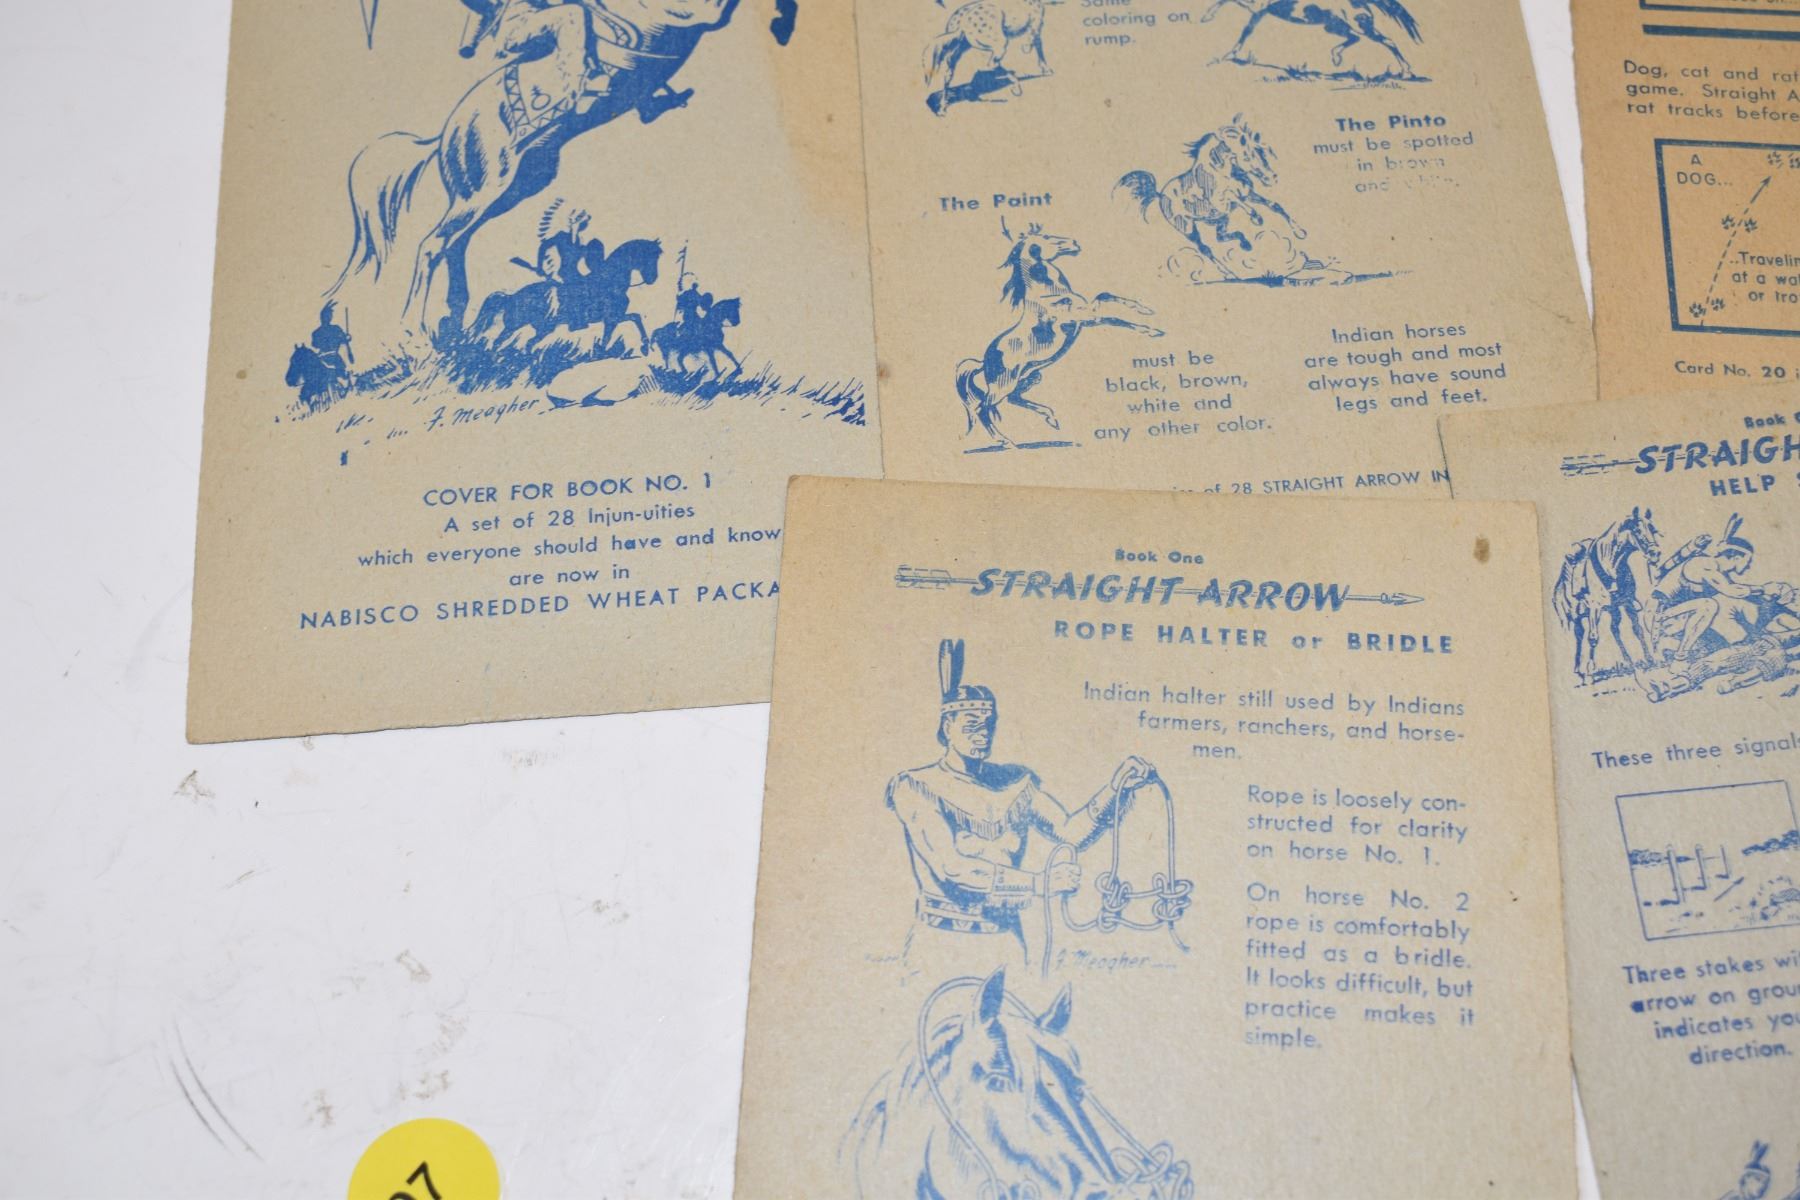 F. Meagher
COVER FOR BOOK NO. 1
A set of 28 Injun-uities
which everyone should have and know
are now in
NABISCO SHREDDED WHEAT PACKA
Same
coloring on
rump.
The Pinto
must be spotted
in brown
and white.
The Paint
must be
black, brown,
white and
any other color.
Indian horses
are tough and most
always have sound
legs and feet.
of 28 STRAIGHT ARROW IN
Dog, cat and rat
game. Straight A
rat tracks before
A
DOG...
..Travelin
at a wal
or tro
Card No. 20 i
Book One
STRAIGHT ARROW
ROPE HALTER or BRIDLE
Indian halter still used by Indians
farmers, ranchers, and horse-
men.
Rope is loosely con-
structed for clarity
on horse No. 1.
On horse No. 2
rope is comfortably
fitted as a bridle.
It looks difficult, but
practice makes it
simple.
F. Meagher
Book O
STRAIGH
HELP S
These three signals
Three stakes wi
arrow on grou
indicates you
direction.
07